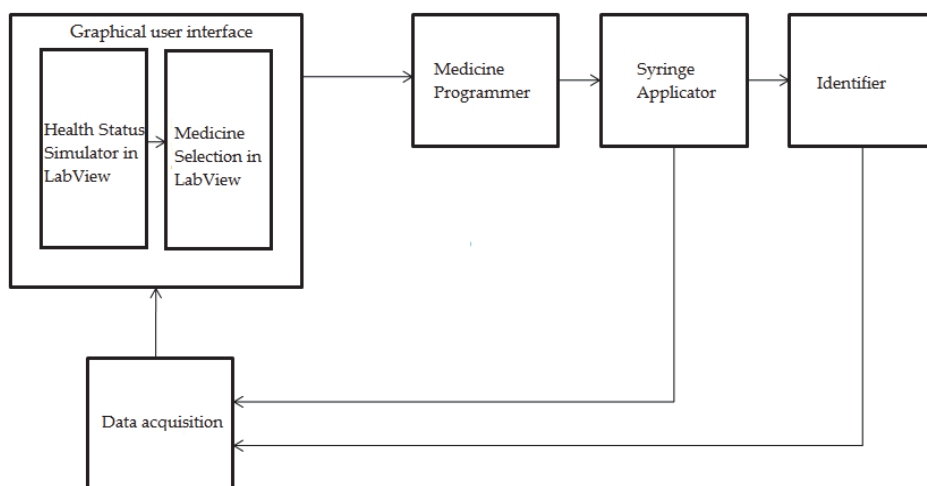 Graphical user interface
Health Status
Simulator in
LabView
Medicine
Selection in
LabView
Medicine
Programmer
Syringe
Applicator
Identifier
Data acquisition